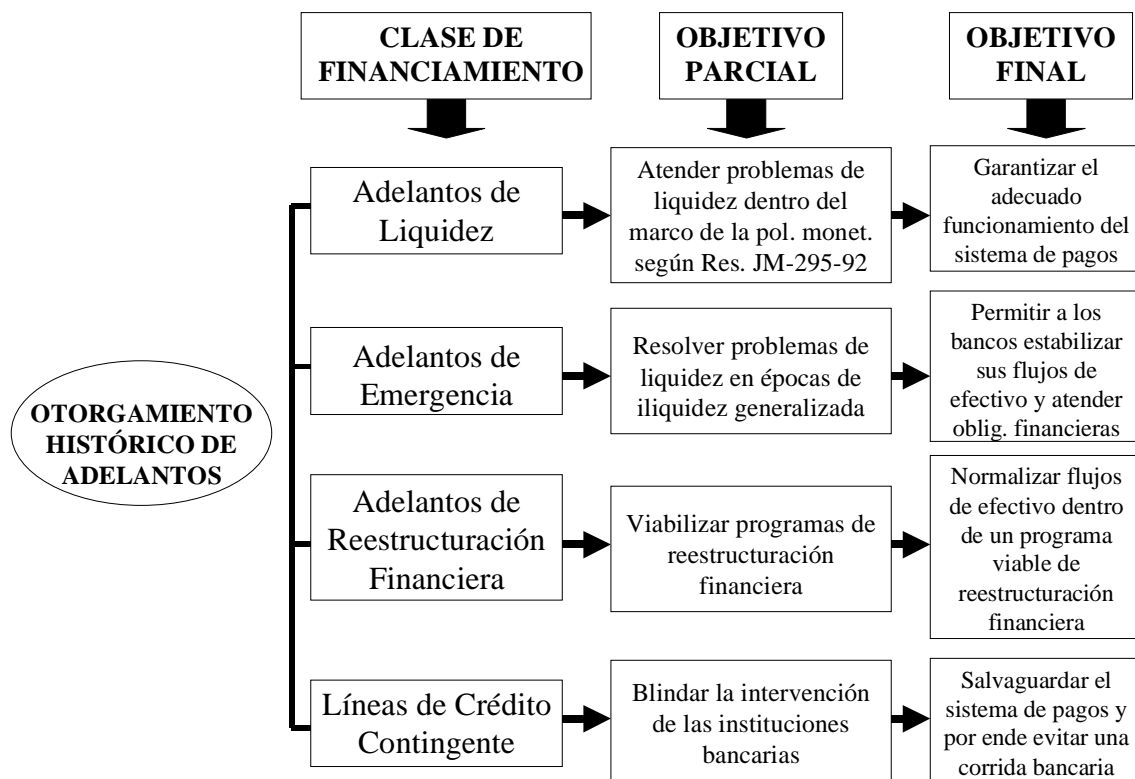 CLASE DE
FINANCIAMIENTO
OBJETIVO
PARCIAL
OBJETIVO
FINAL
OTORGAMIENTO
HISTÓRICO DE
ADELANTOS
Adelantos de
Liquidez
Atender problemas de
liquidez dentro del
marco de la pol. monet.
según Res. JM-295-92
Garantizar el
adecuado
funcionamiento del
sistema de pagos
Adelantos de
Emergencia
Resolver problemas de
liquidez en épocas de
iliquidez generalizada
Permitir a los
bancos estabilizar
sus flujos de
efectivo y atender
oblig. financieras
Adelantos de
Reestructuración
Financiera
Viabilizar programas de
reestructuración
financiera
Normalizar flujos
de efectivo dentro
de un programa
viable de
reestructuración
financiera
Líneas de Crédito
Contingente
Blindar la intervención
de las instituciones
bancarias
Salvaguardar el
sistema de pagos y
por ende evitar una
corrida bancaria